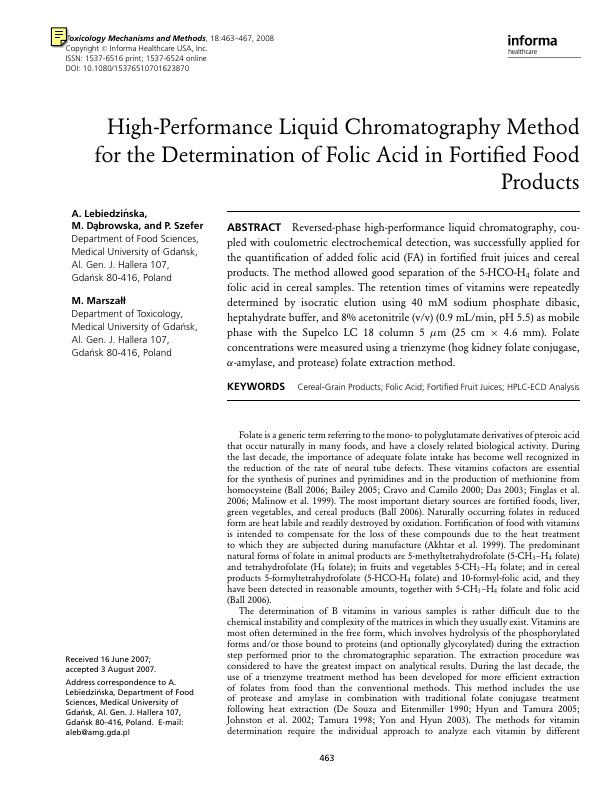 Toxicology Mechanisms and Methods, 18:463–467, 2008
Copyright © Informa Healthcare USA, Inc.
ISSN: 1537-6516 print; 1537-6524 online
DOI: 10.1080/15376510701623870
informa
healthcare
High-Performance Liquid Chromatography Method
for the Determination of Folic Acid in Fortified Food
Products
A. Lebiedzińska,
M. Dąbrowska, and P. Szefer
Department of Food Sciences,
Medical University of Gdańsk,
Al. Gen. J. Hallera 107,
Gdańsk 80-416, Poland
M. Marszałł
Department of Toxicology,
Medical University of Gdańsk,
Al. Gen. J. Hallera 107,
Gdańsk 80-416, Poland
ABSTRACT Reversed-phase high-performance liquid chromatography, cou-
pled with coulometric electrochemical detection, was successfully applied for
the quantification of added folic acid (FA) in fortified fruit juices and cereal
products. The method allowed good separation of the 5-HCO-H₄ folate and
folic acid in cereal samples. The retention times of vitamins were repeatedly
determined by isocratic elution using 40 mM sodium phosphate dibasic,
heptahydrate buffer, and 8% acetonitrile (v/v) (0.9 mL/min, pH 5.5) as mobile
phase with the Supelco LC 18 column 5 μm (25 cm × 4.6 mm). Folate
concentrations were measured using a trienzyme (hog kidney folate conjugase,
α-amylase, and protease) folate extraction method.
KEYWORDS Cereal-Grain Products; Folic Acid; Fortified Fruit Juices; HPLC-ECD Analysis
Folate is a generic term referring to the mono- to polyglutamate derivatives of pteroic acid
that occur naturally in many foods, and have a closely related biological activity. During
the last decade, the importance of adequate folate intake has become well recognized in
the reduction of the rate of neural tube defects. These vitamins cofactors are essential
for the synthesis of purines and pyrimidines and in the production of methionine from
homocysteine (Ball 2006; Bailey 2005; Cravo and Camilo 2000; Das 2003; Finglas et al.
2006; Malinow et al. 1999). The most important dietary sources are fortified foods, liver,
green vegetables, and cereal products (Ball 2006). Naturally occurring folates in reduced
form are heat labile and readily destroyed by oxidation. Fortification of food with vitamins
is intended to compensate for the loss of these compounds due to the heat treatment
to which they are subjected during manufacture (Akhtar et al. 1999). The predominant
natural forms of folate in animal products are 5-methyltetrahydrofolate (5-CH₃–H₄ folate)
and tetrahydrofolate (H₄ folate); in fruits and vegetables 5-CH₃–H₄ folate; and in cereal
products 5-formyltetrahydrofolate (5-HCO-H₄ folate) and 10-formyl-folic acid, and they
have been detected in reasonable amounts, together with 5-CH₃–H₄ folate and folic acid
(Ball 2006).
The determination of B vitamins in various samples is rather difficult due to the
chemical instability and complexity of the matrices in which they usually exist. Vitamins are
most often determined in the free form, which involves hydrolysis of the phosphorylated
forms and/or those bound to proteins (and optionally glycosylated) during the extraction
step performed prior to the chromatographic separation. The extraction procedure was
considered to have the greatest impact on analytical results. During the last decade, the
use of a trienzyme treatment method has been developed for more efficient extraction
of folates from food than the conventional methods. This method includes the use
of protease and amylase in combination with traditional folate conjugase treatment
following heat extraction (De Souza and Eitenmiller 1990; Hyun and Tamura 2005;
Johnston et al. 2002; Tamura 1998; Yon and Hyun 2003). The methods for vitamin
determination require the individual approach to analyze each vitamin by different
Received 16 June 2007;
accepted 3 August 2007.
Address correspondence to A.
Lebiedzińska, Department of Food
Sciences, Medical University of
Gdańsk, Al. Gen. J. Hallera 107,
Gdańsk 80–416, Poland. E-mail:
aleb@amg.gda.pl
463